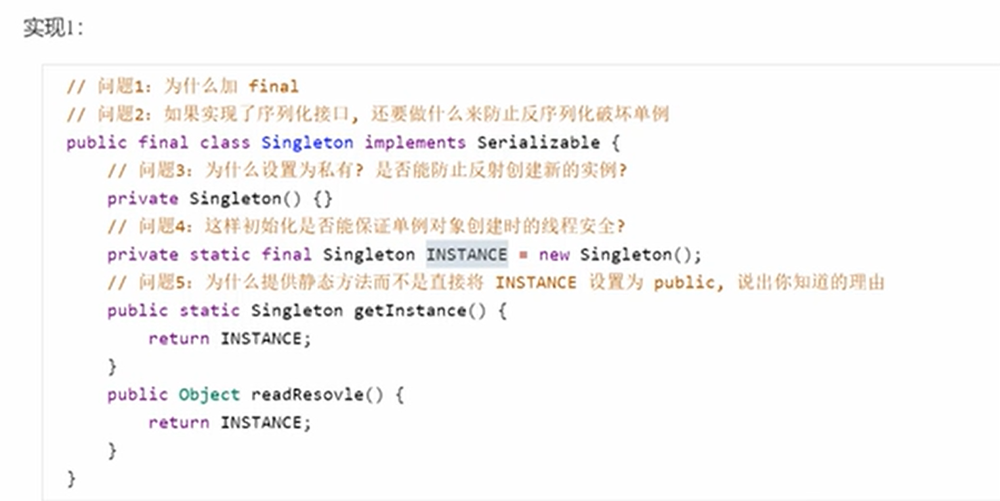 实现1：
// 问题1：为什么加 final
// 问题2：如果实现了序列化接口, 还要做什么来防止反序列化破坏单例
public final class Singleton implements Serializable {
// 问题3：为什么设置为私有? 是否能防止反射创建新的实例?
private Singleton() {}
// 问题4：这样初始化是否能保证单例对象创建时的线程安全?
private static final Singleton INSTANCE = new Singleton();
// 问题5：为什么提供静态方法而不是直接将 INSTANCE 设置为 public, 说出你知道的理由
public static Singleton getInstance() {
return INSTANCE;
}
public Object readResovle() {
return INSTANCE;
}
}